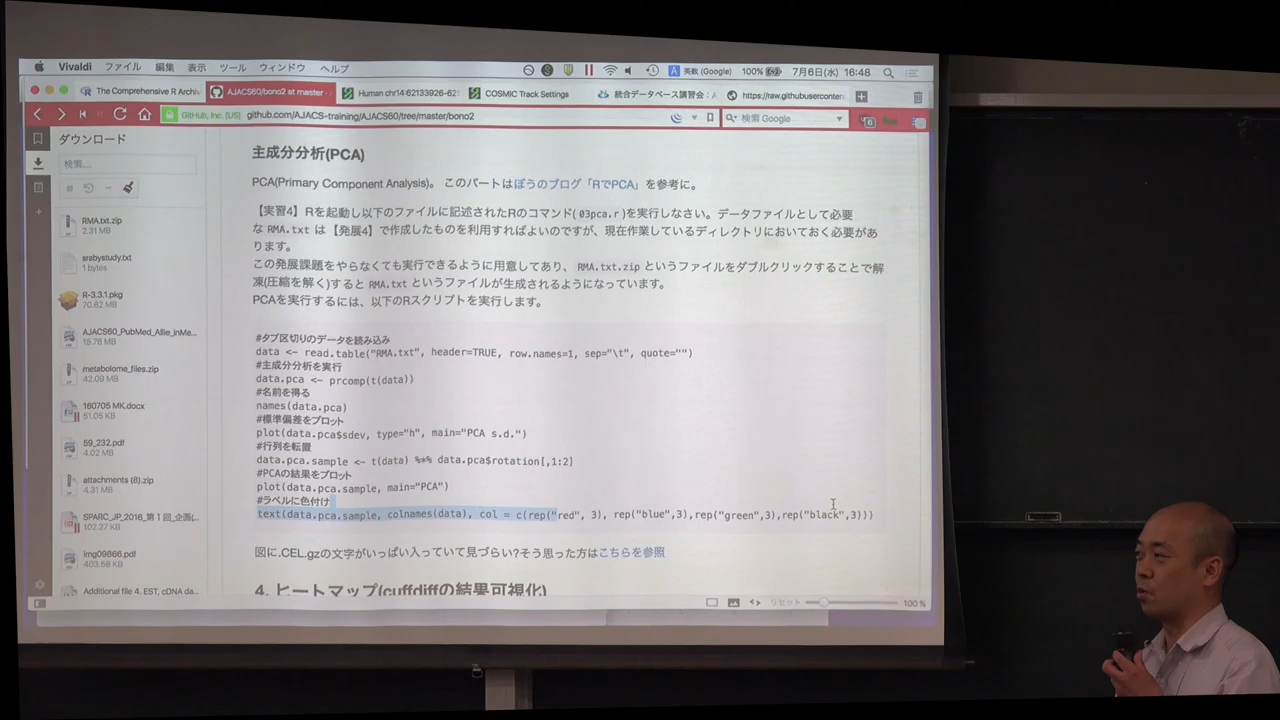 Vivaldi ファイル 編集 表示 ツール ウィンドウ ヘルプ
英数 (Google) 100% 7月6日(水) 16:48
The Comprehensive R Archiv
AJACS60/bono2 at master
Human chr14:62133926-62
COSMIC Track Settings
統合データベース講習会: A
https://raw.githubuserconten
GitHub, Inc. [US] github.com/AJACS-training/AJACS60/tree/master/bono2
検索 Google
ダウンロード
検索...
RMA.txt.zip
2.31 MB
srabystudy.txt
1 bytes
R-3.3.1.pkg
70.62 MB
AJACS60_PubMed_Allie_inMe...
15.78 MB
metabolome_files.zip
42.09 MB
160705 MK.docx
51.05 KB
59_232.pdf
4.02 MB
attachments (8).zip
4.31 MB
SPARC_JP_2016_第1回_企画(...
102.27 KB
img09866.pdf
403.58 KB
Additional file 4. EST, cDNA da...
主成分分析(PCA)
PCA(Primary Component Analysis)。 このパートはぼうのブログ「RでPCA」を参考に。
【実習4】Rを起動し以下のファイルに記述されたRのコマンド(03pca.r)を実行しなさい。データファイルとして必要
な RMA.txt は【発展4】で作成したものを利用すればよいのですが、現在作業しているディレクトリにおいておく必要があ
ります。
この発展課題をやらなくても実行できるように用意してあり、 RMA.txt.zip というファイルをダブルクリックすることで解
凍(圧縮を解く)すると RMA.txt というファイルが生成されるようになっています。
PCAを実行するには、以下のRスクリプトを実行します。
#タブ区切りのデータを読み込み
data <- read.table("RMA.txt", header=TRUE, row.names=1, sep="\t", quote="")
#主成分分析を実行
data.pca <- prcomp(t(data))
#名前を得る
names(data.pca)
#標準偏差をプロット
plot(data.pca$sdev, type="h", main="PCA s.d.")
#行列を転置
data.pca.sample <- t(data) %*% data.pca$rotation[,1:2]
#PCAの結果をプロット
plot(data.pca.sample, main="PCA")
#ラベルに色付け
text(data.pca.sample, colnames(data), col = c(rep("red", 3), rep("blue",3),rep("green",3),rep("black",3)))
図に.CEL.gzの文字がいっぱい入っていて見づらい?そう思った方はこちらを参照
4. ヒートマップ(cuffdiffの結果可視化)
リセット 100 %